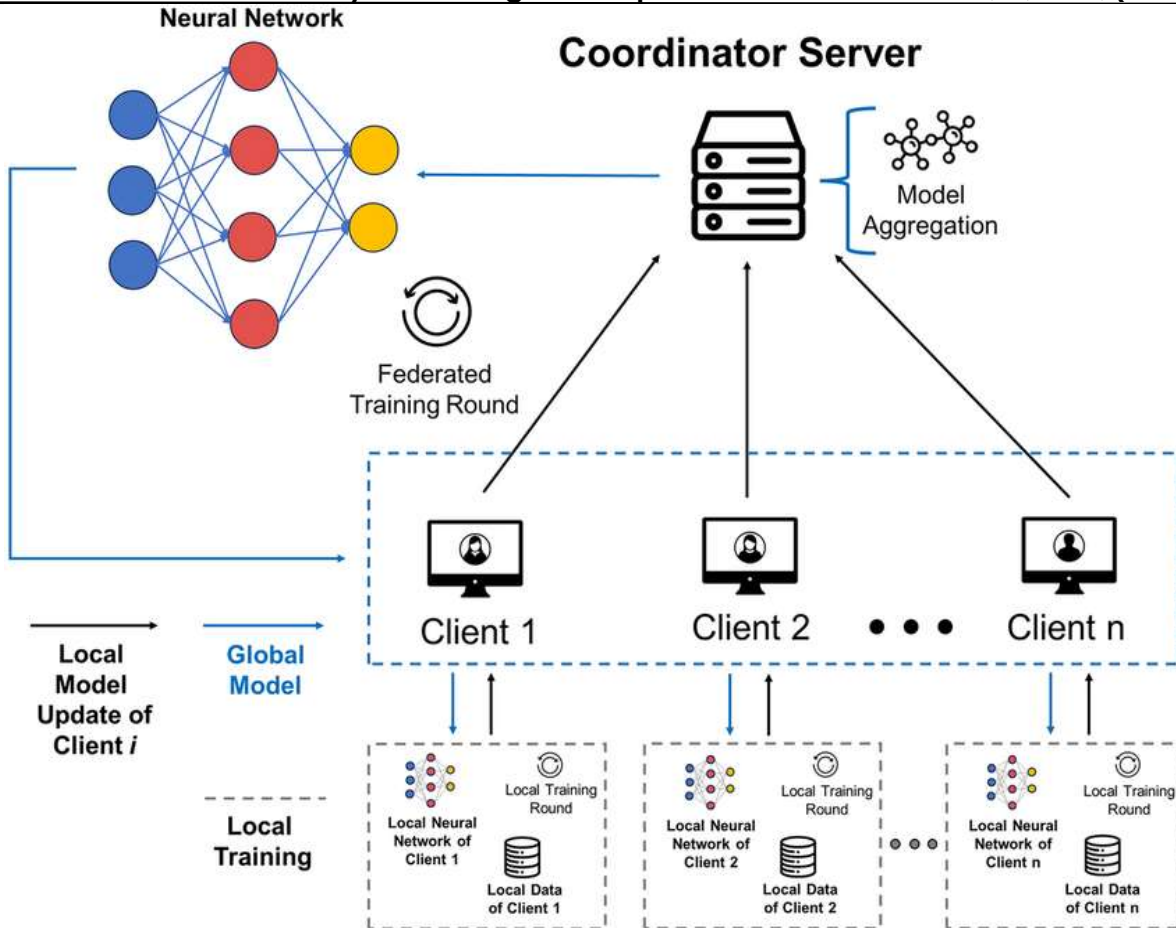 Neural Network
Coordinator Server
Model
Aggregation
Federated
Training Round
Client 1
Client 2
Client n
Local
Model
Update of
Client i
Global
Model
Local
Training
Local Training
Round
Local Neural
Network of
Client 1
Local Data
of Client 1
Local Training
Round
Local Neural
Network of
Client 2
Local Data
of Client 2
Local Training
Round
Local Neural
Network of
Client n
Local Data
of Client n